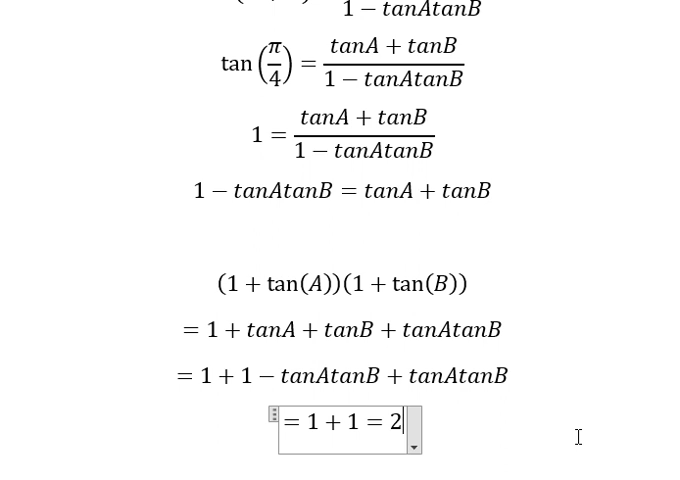 1 − tanAtanB
tan(π/4) = (tanA + tanB)/(1 − tanAtanB)
1 = (tanA + tanB)/(1 − tanAtanB)
1 − tanAtanB = tanA + tanB
(1 + tan(A))(1 + tan(B))
= 1 + tanA + tanB + tanAtanB
= 1 + 1 − tanAtanB + tanAtanB
= 1 + 1 = 2